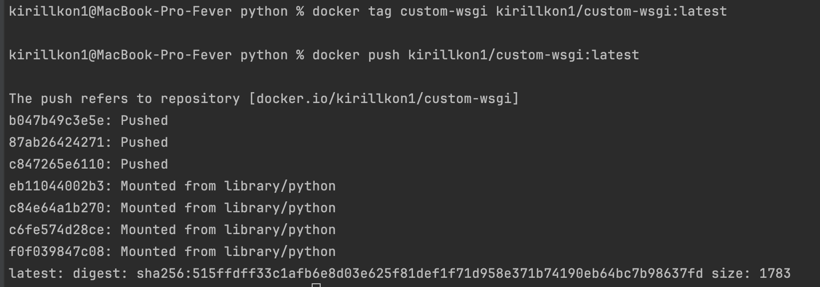 kirillkon1@MacBook-Pro-Fever python % docker tag custom-wsgi kirillkon1/custom-wsgi:latest
kirillkon1@MacBook-Pro-Fever python % docker push kirillkon1/custom-wsgi:latest
The push refers to repository [docker.io/kirillkon1/custom-wsgi]
b047b49c3e5e: Pushed
87ab26424271: Pushed
c847265e6110: Pushed
eb11044002b3: Mounted from library/python
c84e64a1b270: Mounted from library/python
c6fe574d28ce: Mounted from library/python
f0f039847c08: Mounted from library/python
latest: digest: sha256:515ffdff33c1afb6e8d03e625f81def1f71d958e371b74190eb64bc7b98637fd size: 1783